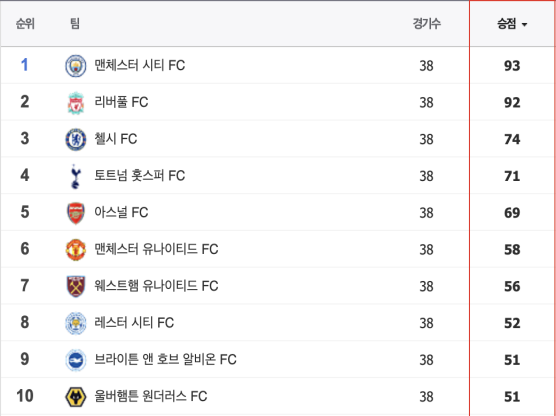 순위 팀 경기수 승점
1 맨체스터 시티 FC 38 93
2 리버풀 FC 38 92
3 첼시 FC 38 74
4 토트넘 홋스퍼 FC 38 71
5 아스널 FC 38 69
6 맨체스터 유나이티드 FC 38 58
7 웨스트햄 유나이티드 FC 38 56
8 레스터 시티 FC 38 52
9 브라이튼 앤 호브 알비온 FC 38 51
10 울버햄튼 원더러스 FC 38 51